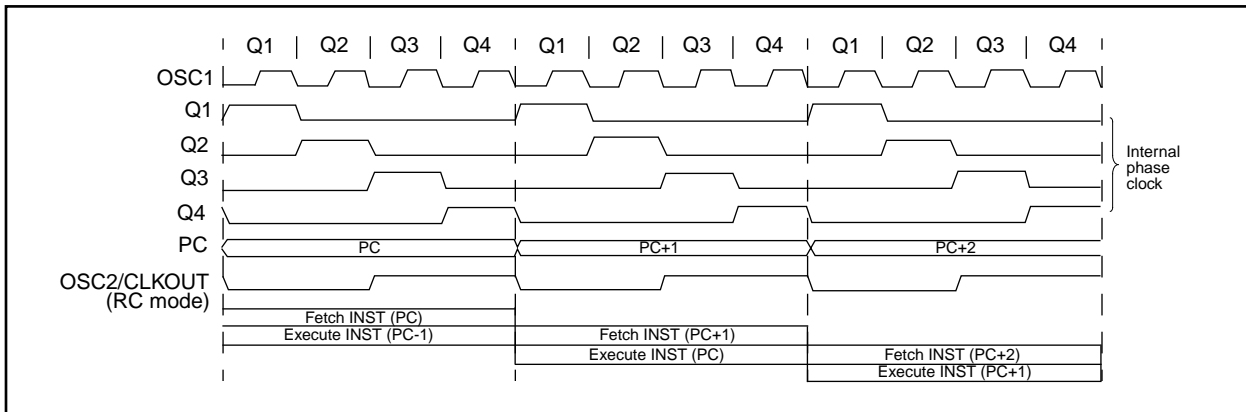 Q1 Q2 Q3 Q4 Q1 Q2 Q3 Q4 Q1 Q2 Q3 Q4
OSC1
Q1
Q2
Q3
Q4
PC
PC PC+1 PC+2
OSC2/CLKOUT
(RC mode)
Internal
phase
clock
Fetch INST (PC)
Execute INST (PC-1) Fetch INST (PC+1)
Execute INST (PC) Fetch INST (PC+2)
Execute INST (PC+1)